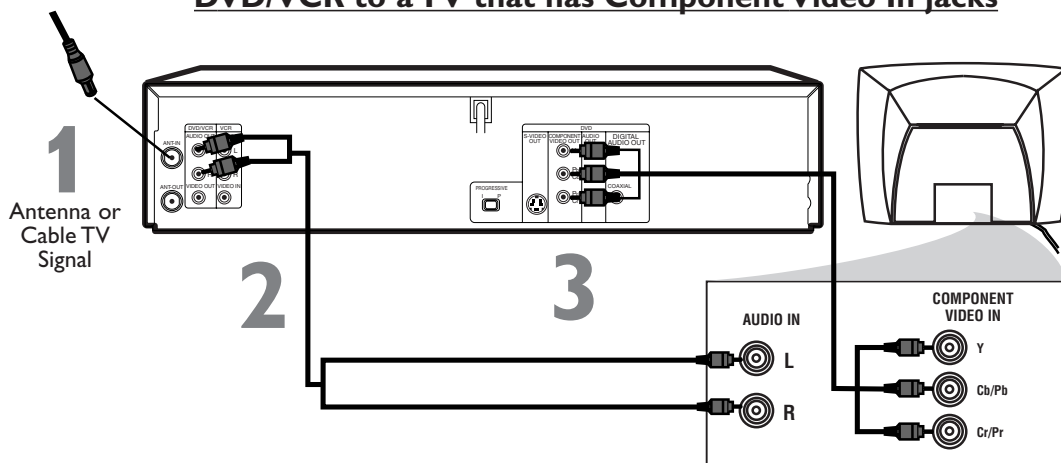 DVD/VCR to a TV that has Component Video In jacks
1
Antenna or
Cable TV
Signal
ANT-IN
ANT-OUT
DVD/VCR
VCR
AUDIO OUT
L
R
VIDEO OUT
VIDEO IN
2
PROGRESSIVE
P
DVD
S-VIDEO
OUT
COMPONENT
VIDEO OUT
AUDIO
OUT
DIGITAL
AUDIO OUT
COAXIAL
3
AUDIO IN
L
R
COMPONENT
VIDEO IN
Y
Cb/Pb
Cr/Pr